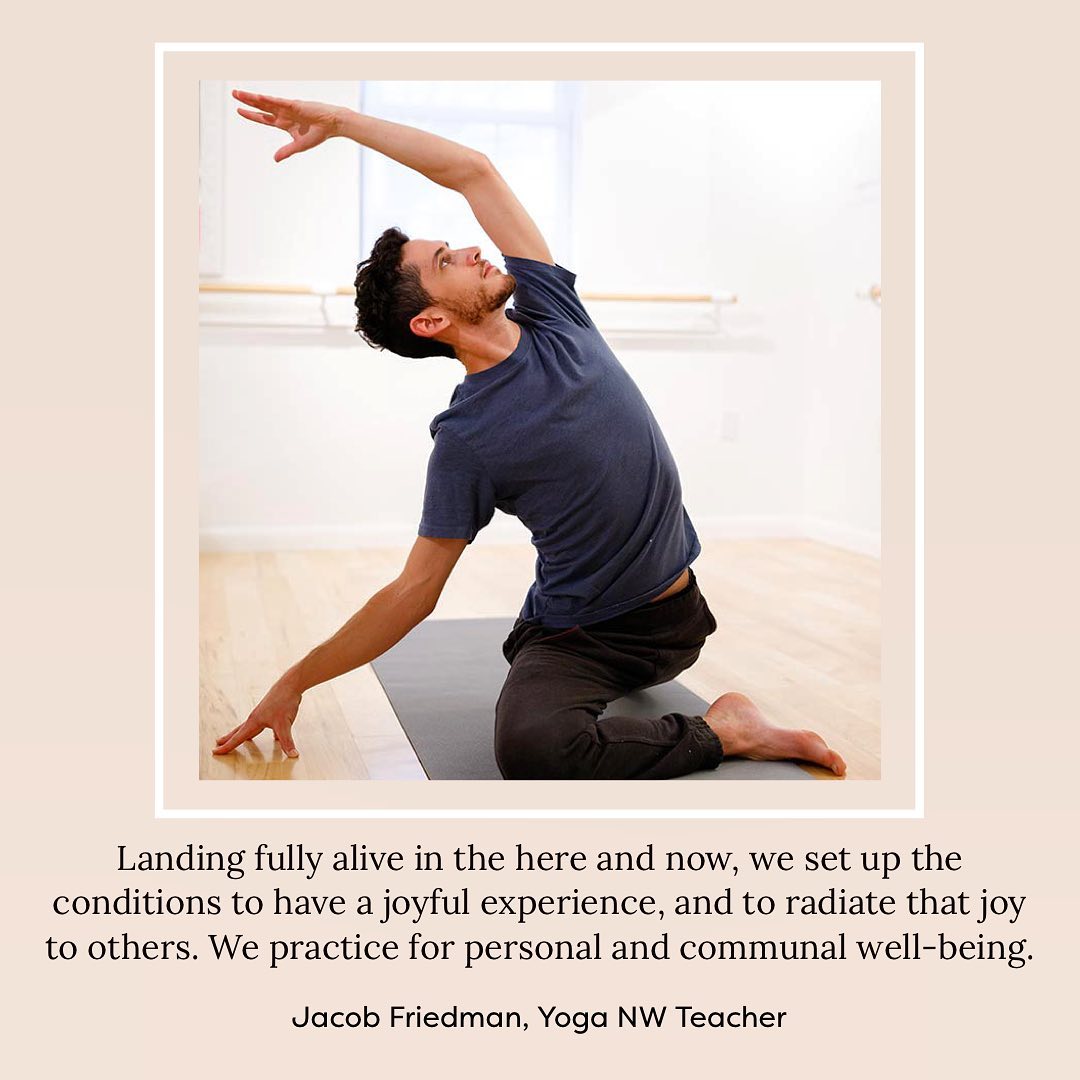 Landing fully alive in the here and now, we set up the
conditions to have a joyful experience, and to radiate that joy
to others. We practice for personal and communal well-being.
Jacob Friedman, Yoga NW Teacher